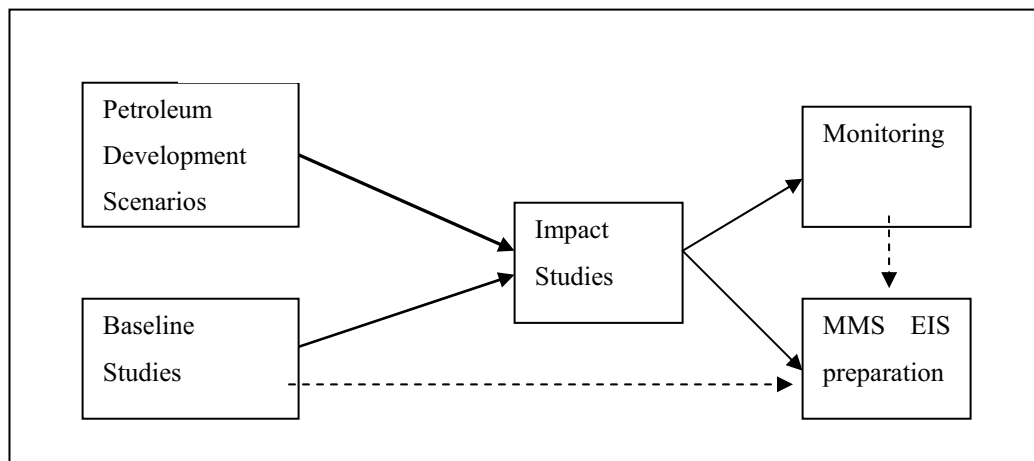 Petroleum
Development
Scenarios
Baseline
Studies
Impact
Studies
Monitoring
MMS EIS
preparation